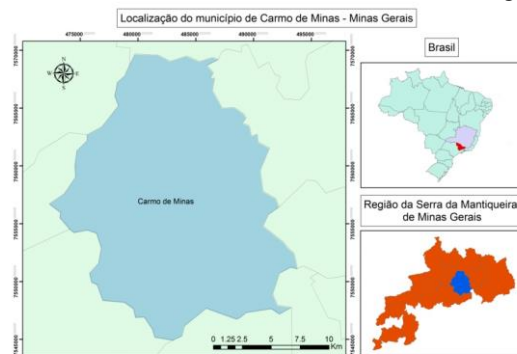 Localização do município de Carmo de Minas - Minas Gerais
475000 480000 485000 490000 495000
N
W E
S
Carmo de Minas
0 1.25 2.5 5 7.5 10
Km
Brasil
Região da Serra da Mantiqueira
de Minas Gerais